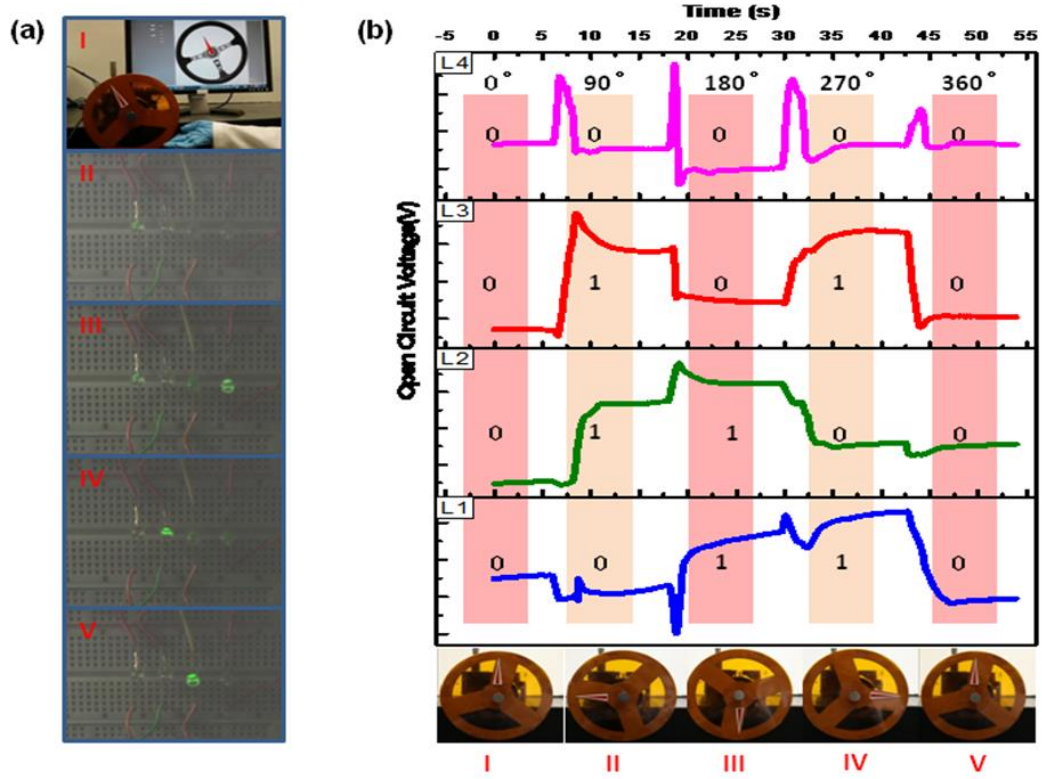 (a)
I
II
III
IV
V
(b)
Time (s)
-5 0 5 10 15 20 25 30 35 40 45 50 55
Open Circuit Voltage(V)
L4
0° 90° 180° 270° 360°
0 0 0 0 0
L3
0 1 0 1 0
L2
0 1 1 0 0
L1
0 0 1 1 0
I II III IV V